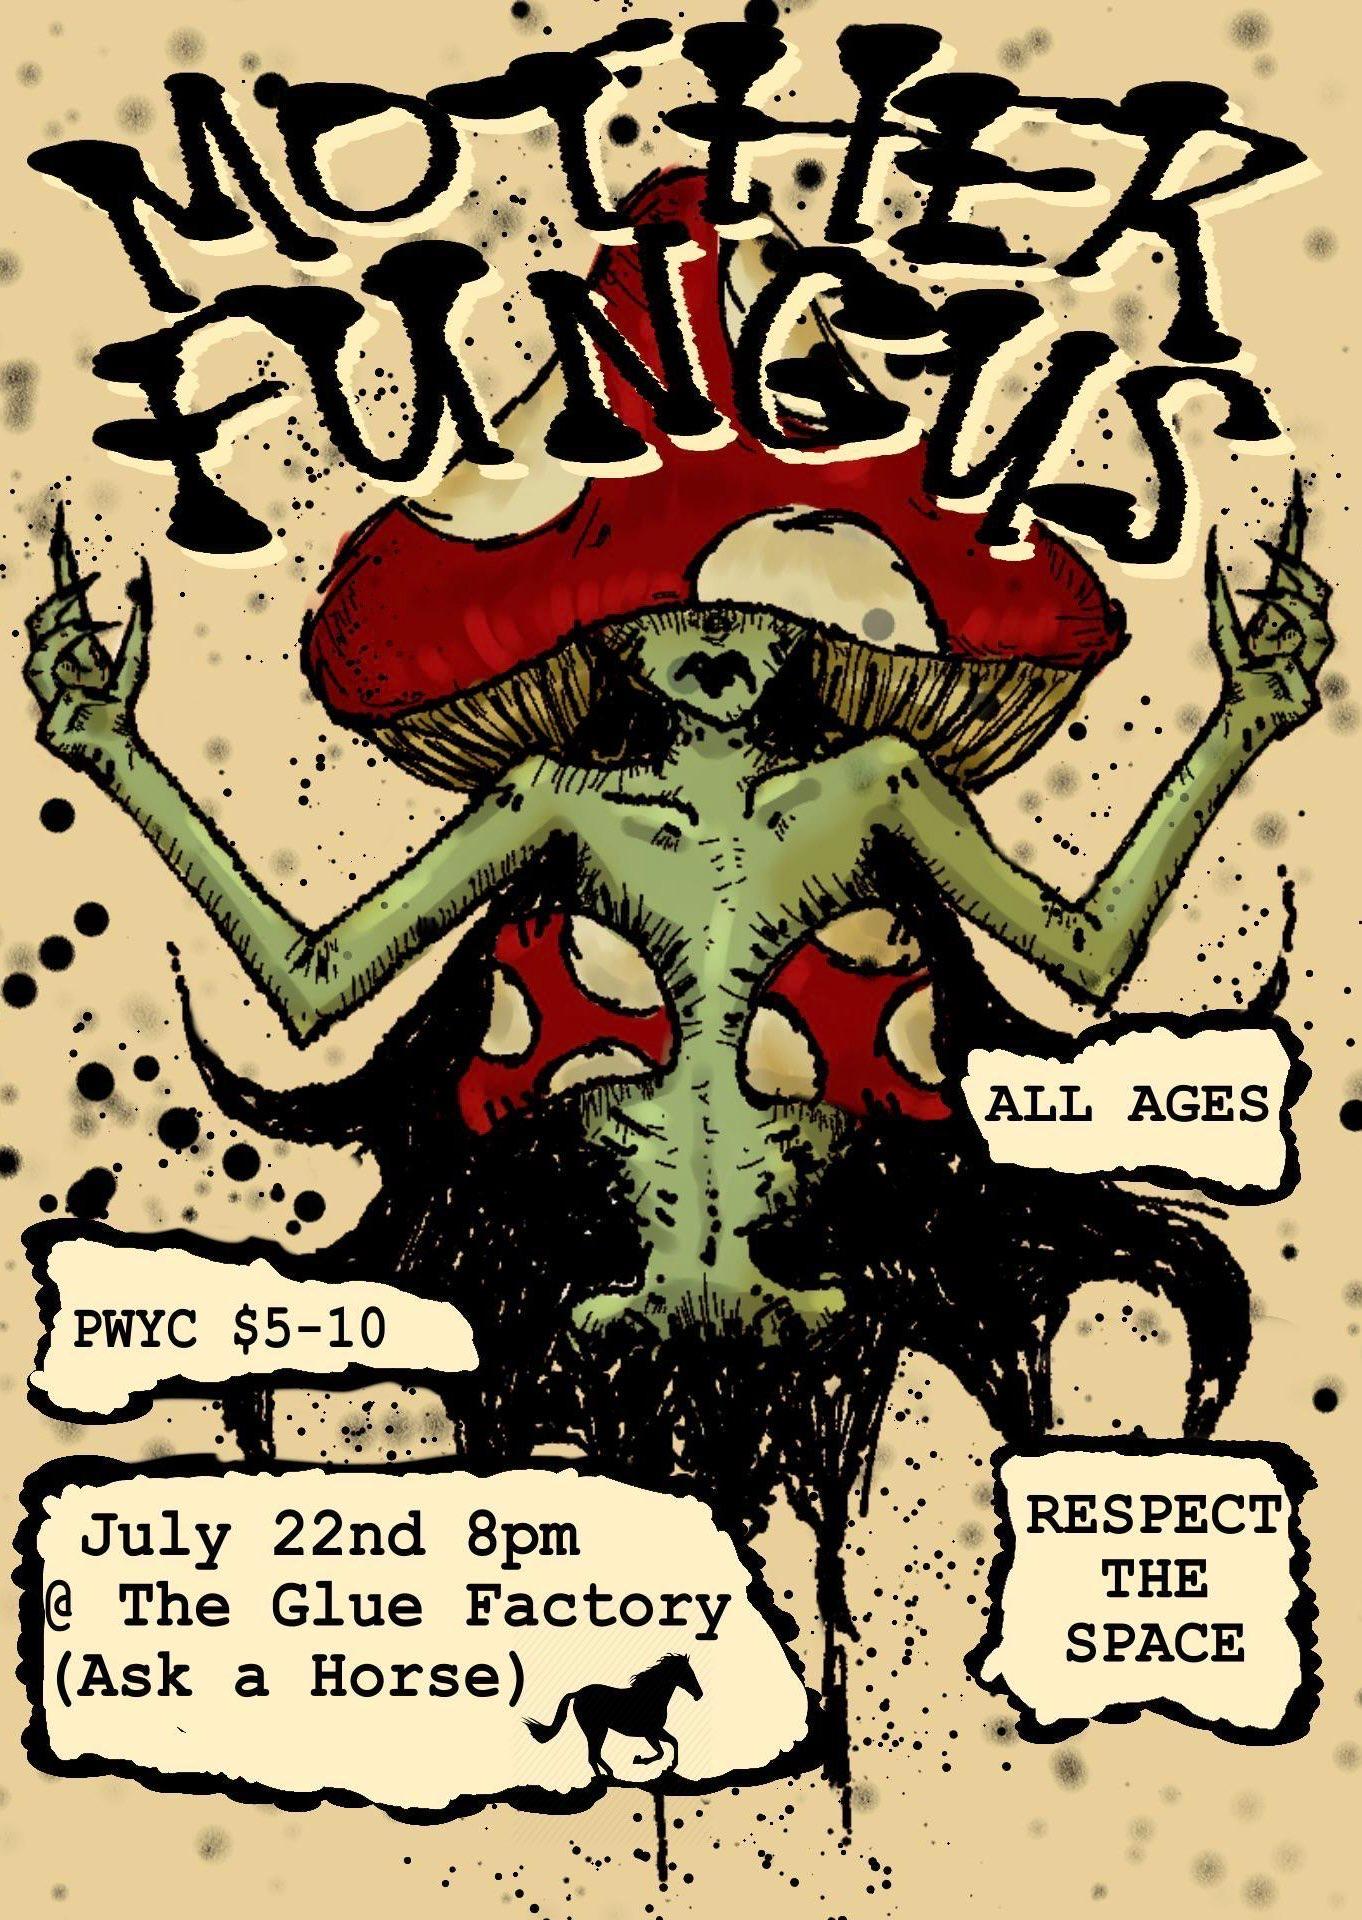 MOTHER
FUNGUS
ALL AGES
PWYC $5-10
July 22nd 8pm
@ The Glue Factory
(Ask a Horse)
RESPECT
THE
SPACE